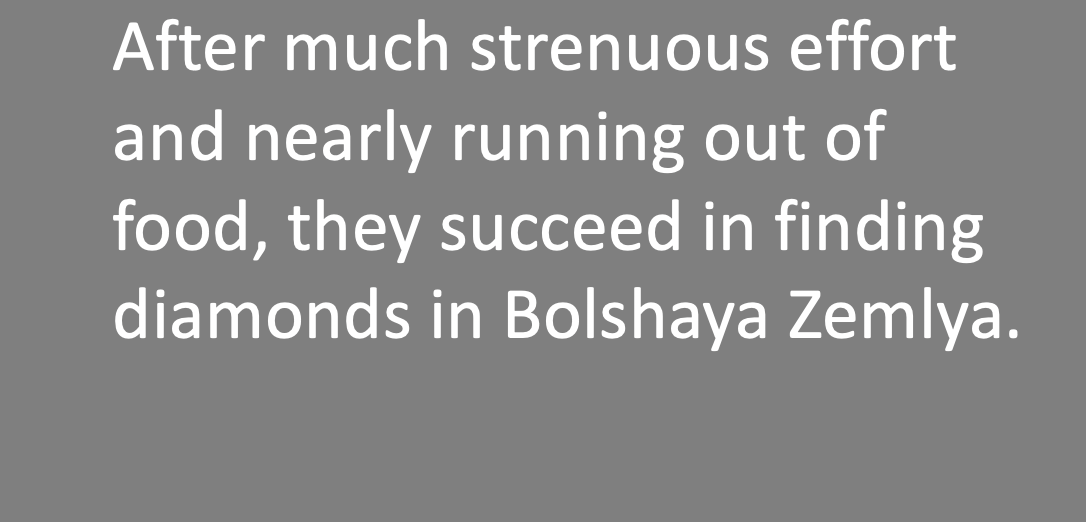 After much strenuous effort
and nearly running out of
food, they succeed in finding
diamonds in Bolshaya Zemlya.